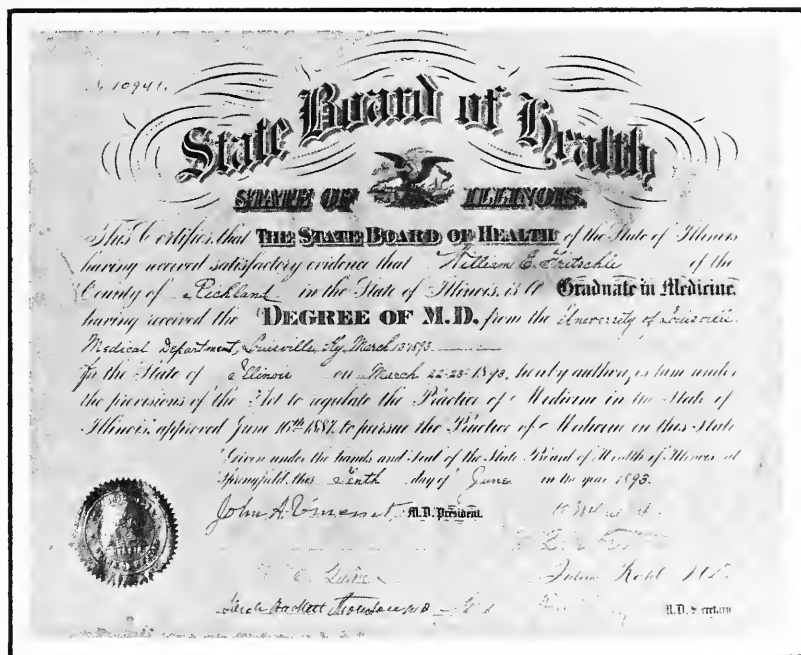 10941.
State Board of Health
STATE OF ILLINOIS.
This Certifies, that THE STATE BOARD OF HEALTH of the State of Illinois
having received satisfactory evidence that William E. Fritschle of the
County of Richland in the State of Illinois, is a Graduate in Medicine,
having received the DEGREE OF M.D. from the University of Louisville
Medical Department, Louisville, Ky. March
the State of Illinois on March 22-23 1893, hereby authorizes him under
the provisions of the Act to regulate the Practice of Medicine in the State of
Illinois, approved June 16th 1887, to pursue the Practice of Medicine in this State
Given under the hands and Seal of the State Board of Health of Illinois at
Springfield, this day of June in the year 1893.
John A. Vincent, M.D. President.
Julius Kohl M.D.
Sarah Hackett M.D. Secretary